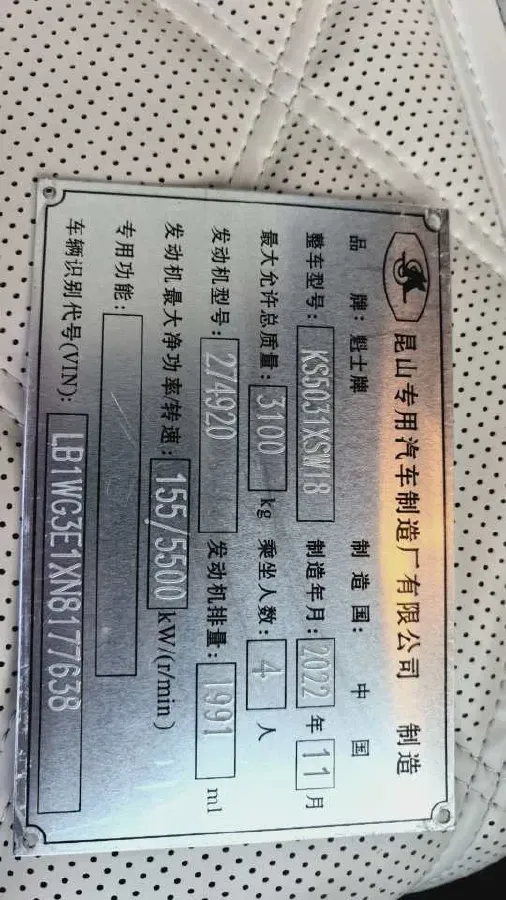 昆山专用汽车制造厂有限公司 制造
品 牌: 魁士牌 制造国: 中 国
整车型号: KS5031XSW18 制造年月: 2022 年 11 月
最大允许总质量: 3100 kg 乘坐人数: 4 人
发动机型号: 274920 发动机排量: 1991 ml
发动机最大净功率/转速: 155/5500 kW/(r/min)
专用功能:
车辆识别代号(VIN): LB1WG3E1XN8177638